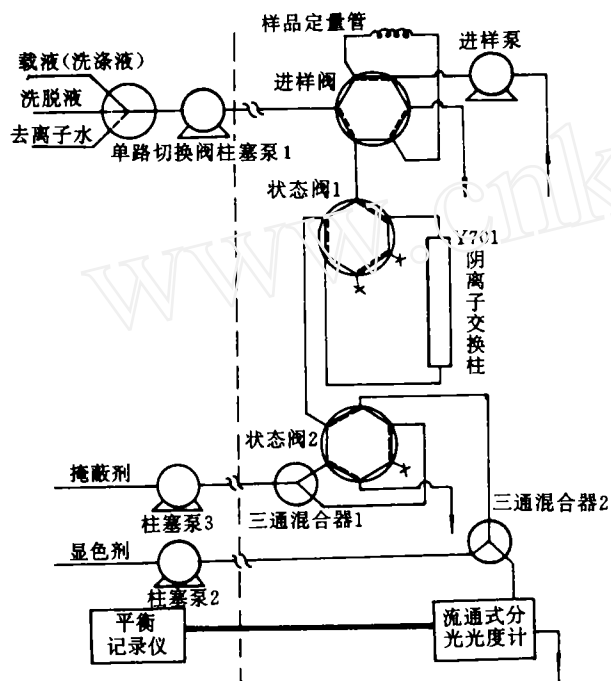 样品定量管
载液(洗涤液)
进样阀
进样泵
洗脱液
去离子水
单路切换阀柱塞泵1
状态阀1
Y701
阴离子交换柱
状态阀2
掩蔽剂
柱塞泵3
三通混合器1
三通混合器2
显色剂
柱塞泵2
平衡
记录仪
流通式分
光光度计
www.cnk